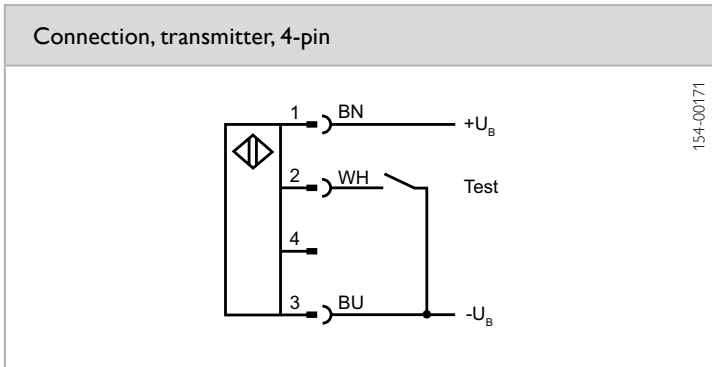 Connection, transmitter, 4-pin
154-00171
1 BN +U_B
2 WH Test
4
3 BU -U_B